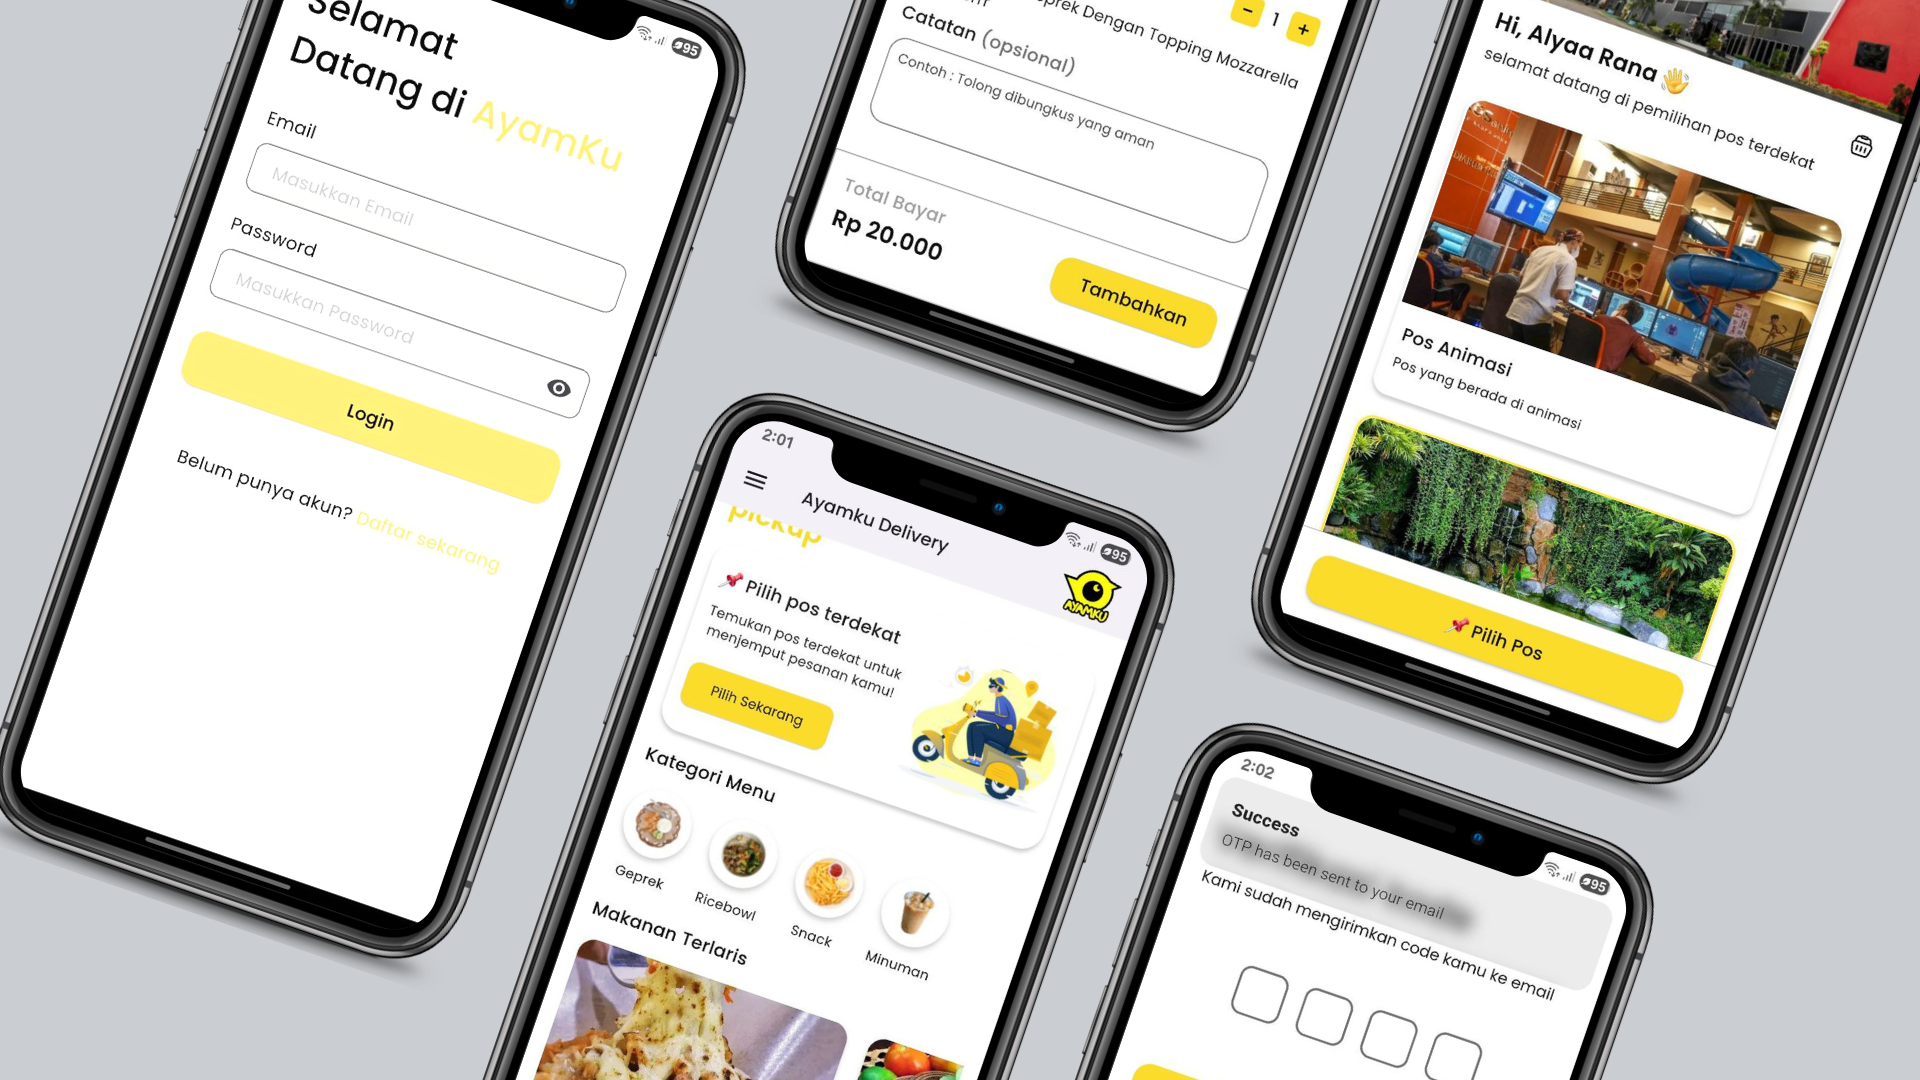 Selamat
Datang di AyamKu
95
Email
Masukkan Email
Password
Masukkan Password
Login
Belum punya akun? Daftar sekarang
Dengan Topping Mozzarella
- 1 +
Catatan (opsional)
Contoh : Tolong dibungkus yang aman
Total Bayar
Rp 20.000
Tambahkan
Hi, Alyaa Rana 👋
selamat datang di pemilihan pos terdekat
Pos Animasi
Pos yang berada di animasi
📌 Pilih Pos
2:01
95
Ayamku Delivery
AYAMKU
pickup
📌 Pilih pos terdekat
Temukan pos terdekat untuk
menjemput pesanan kamu!
Pilih Sekarang
Kategori Menu
Geprek
Ricebowl
Snack
Minuman
Makanan Terlaris
2:02
95
Success
OTP has been sent to your email
Kami sudah mengirimkan code kamu ke email